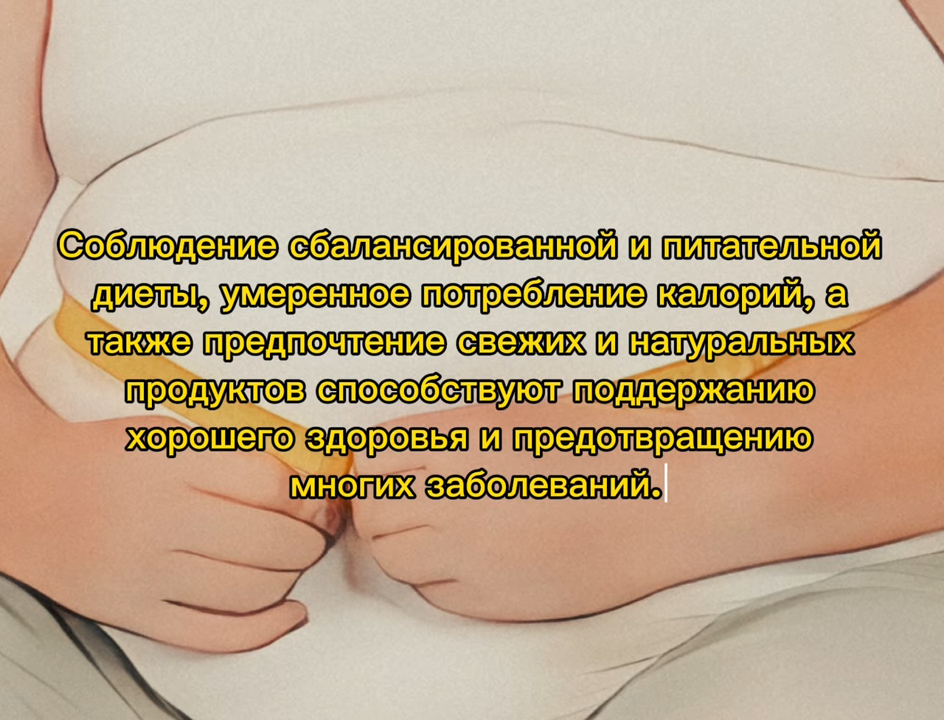 Соблюдение сбалансированной и питательной
диеты, умеренное потребление калорий, а
также предпочтение свежих и натуральных
продуктов способствуют поддержанию
хорошего здоровья и предотвращению
многих заболеваний.